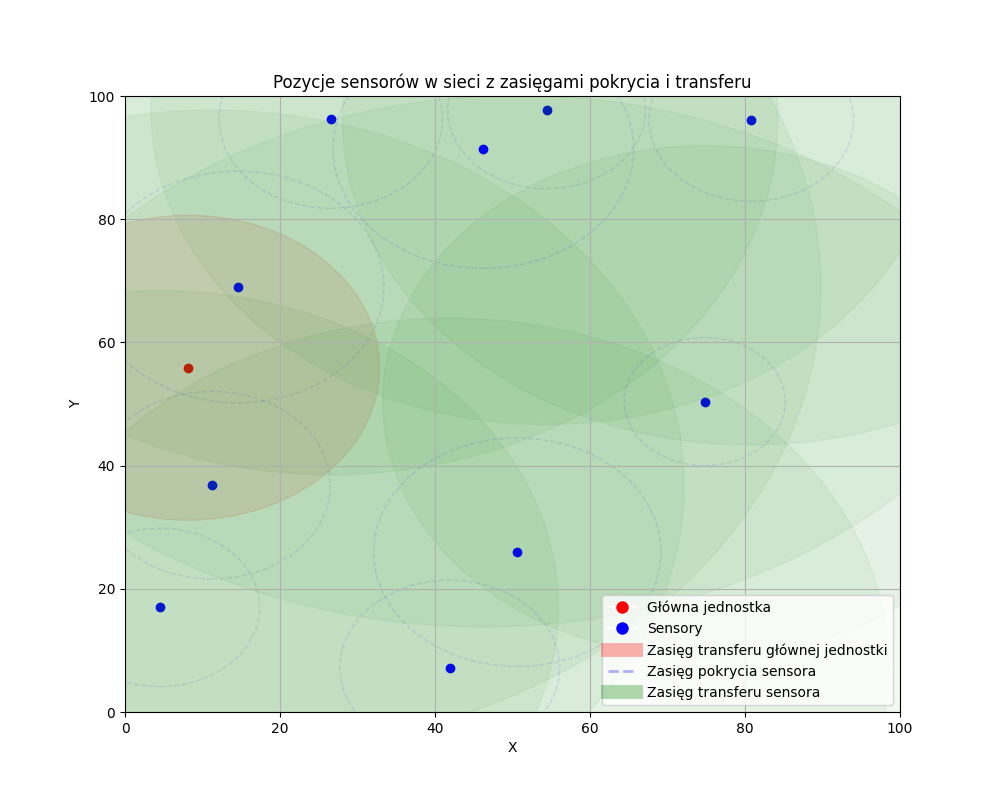 Pozycje sensorów w sieci z zasięgami pokrycia i transferu
100
80
60
40
20
0
Y
0 20 40 60 80 100
X
Główna jednostka
Sensory
Zasięg transferu głównej jednostki
Zasięg pokrycia sensora
Zasięg transferu sensora